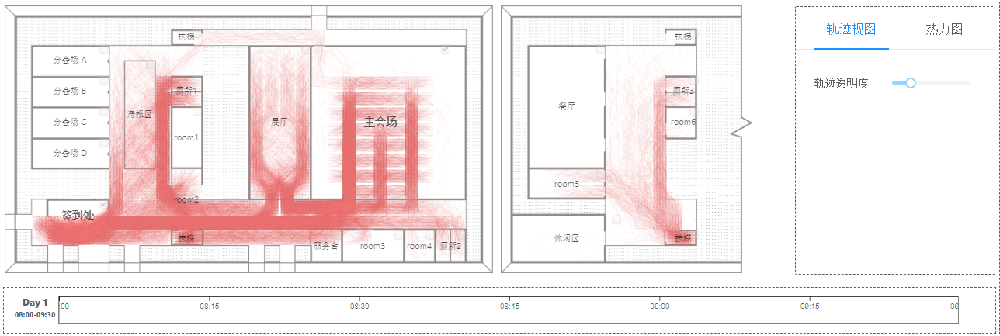 扶梯
分会场 A
分会场 B
厕所1
分会场 C
海报区
展厅
主会场
room1
分会场 D
room2
签到处
扶梯
服务台
room3
room4
厕所2
扶梯
厕所3
餐厅
room6
room5
休闲区
扶梯
轨迹视图 热力图
轨迹透明度
Day 1
08:00-09:30
:00 08:15 08:30 08:45 09:00 09:15 09